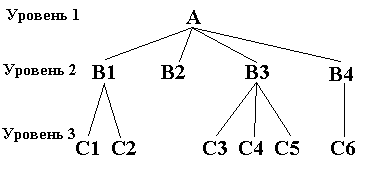 Уровень 1 A
Уровень 2 B1 B2 B3 B4
Уровень 3
C1 C2 C3 C4 C5 C6